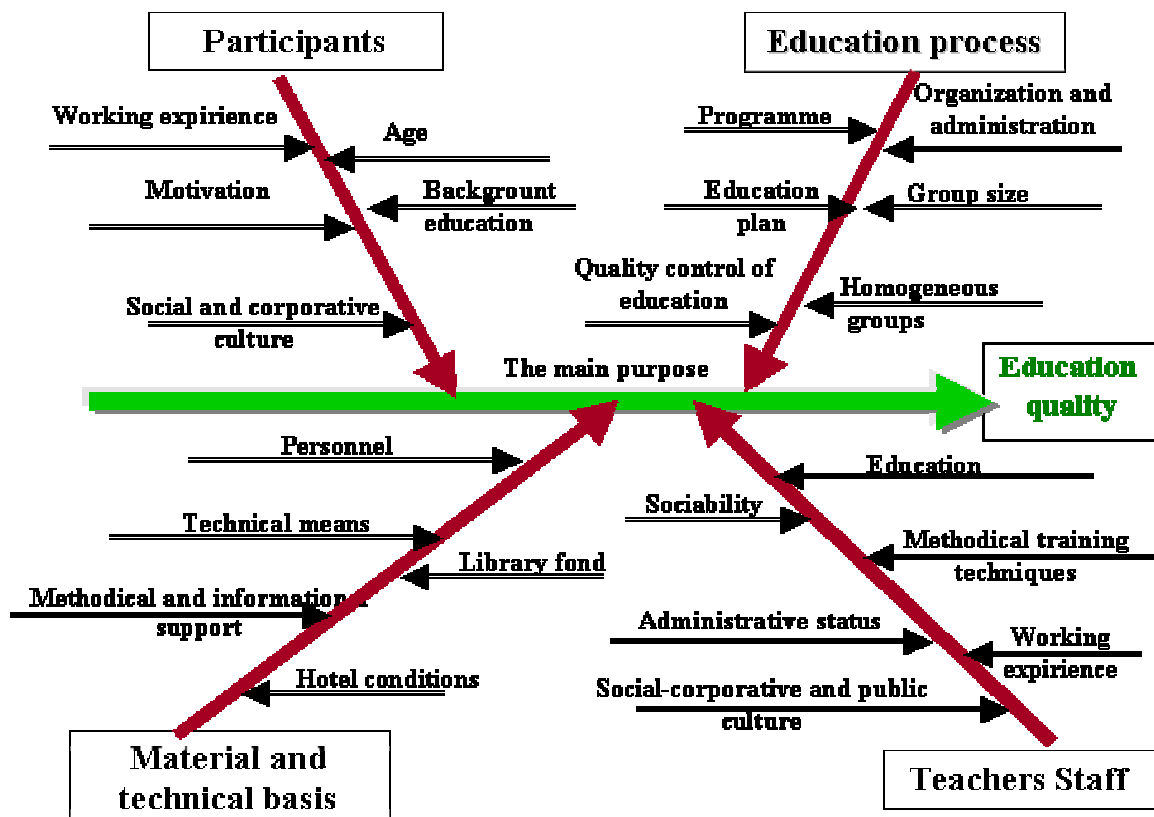 Participants
Education process
Working expirience
Age
Motivation
Backgrount
education
Social and corporative
culture
Programme
Organization and
administration
Education
plan
Group size
Quality control of
education
Homogeneous
groups
The main purpose
Education
quality
Personnel
Technical means
Library fond
Methodical and informational
support
Hotel conditions
Material and
technical basis
Education
Sociability
Methodical training
techniques
Administrative status
Working
expirience
Social-corporative and public
culture
Teachers Staff